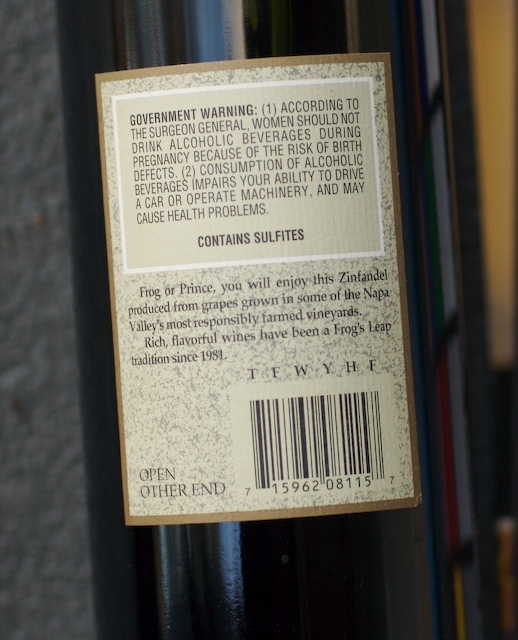 GOVERNMENT WARNING: (1) ACCORDING TO
THE SURGEON GENERAL, WOMEN SHOULD NOT
DRINK ALCOHOLIC BEVERAGES DURING
PREGNANCY BECAUSE OF THE RISK OF BIRTH
DEFECTS. (2) CONSUMPTION OF ALCOHOLIC
BEVERAGES IMPAIRS YOUR ABILITY TO DRIVE
A CAR OR OPERATE MACHINERY, AND MAY
CAUSE HEALTH PROBLEMS.
CONTAINS SULFITES
Frog or Prince, you will enjoy this Zinfandel
produced from grapes grown in some of the Napa
Valley's most responsibly farmed vineyards.
Rich, flavorful wines have been a Frog's Leap
tradition since 1981.
T F W Y H F
OPEN
OTHER END
7 15962 08115 7